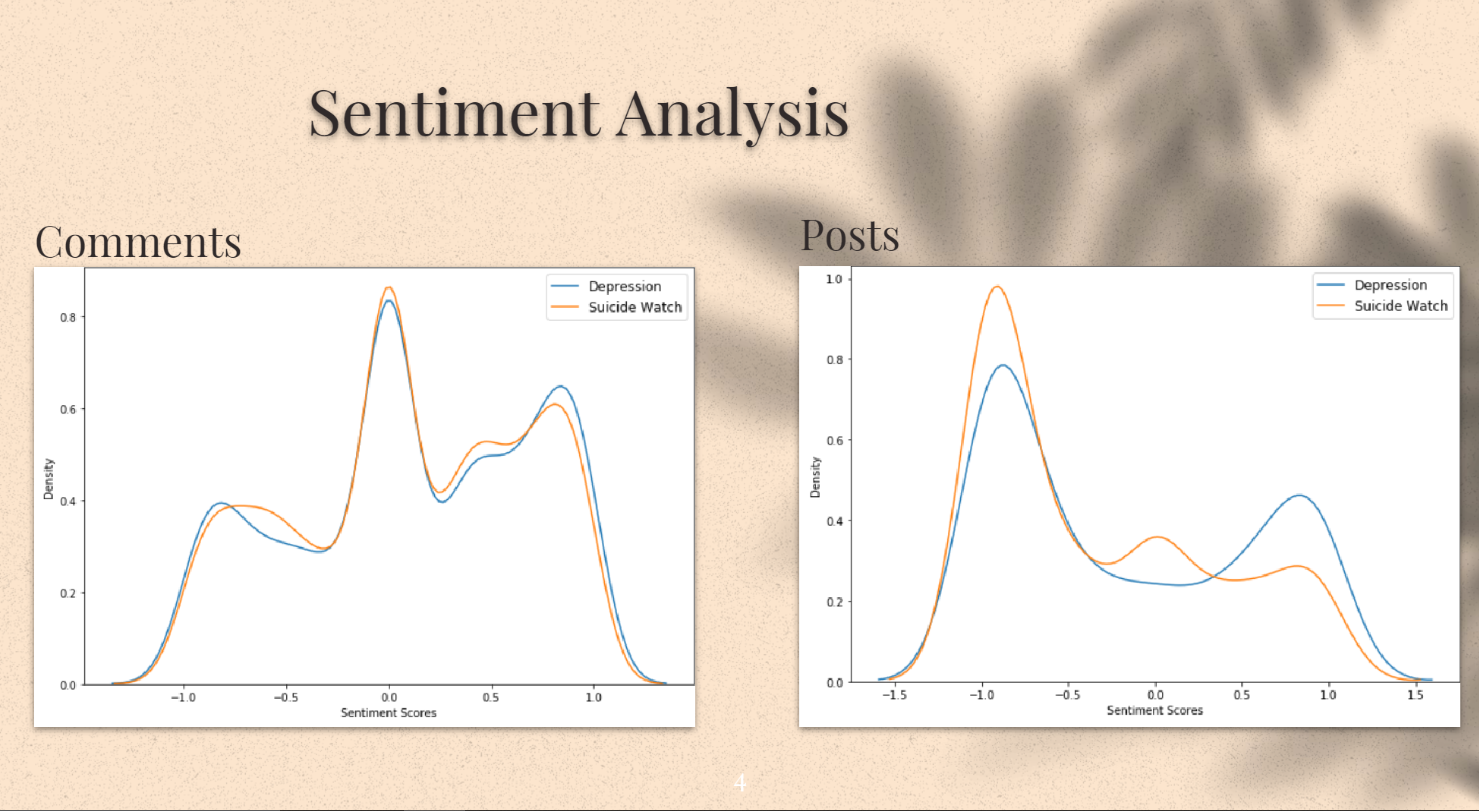 Sentiment Analysis
Comments
Depression
Suicide Watch
0.8
0.6
0.4
0.2
0.0
Density
−1.0
−0.5
0.0
0.5
1.0
Sentiment Scores
Posts
Depression
Suicide Watch
1.0
0.8
0.6
0.4
0.2
0.0
Density
−1.5
−1.0
−0.5
0.0
0.5
1.0
1.5
Sentiment Scores
4